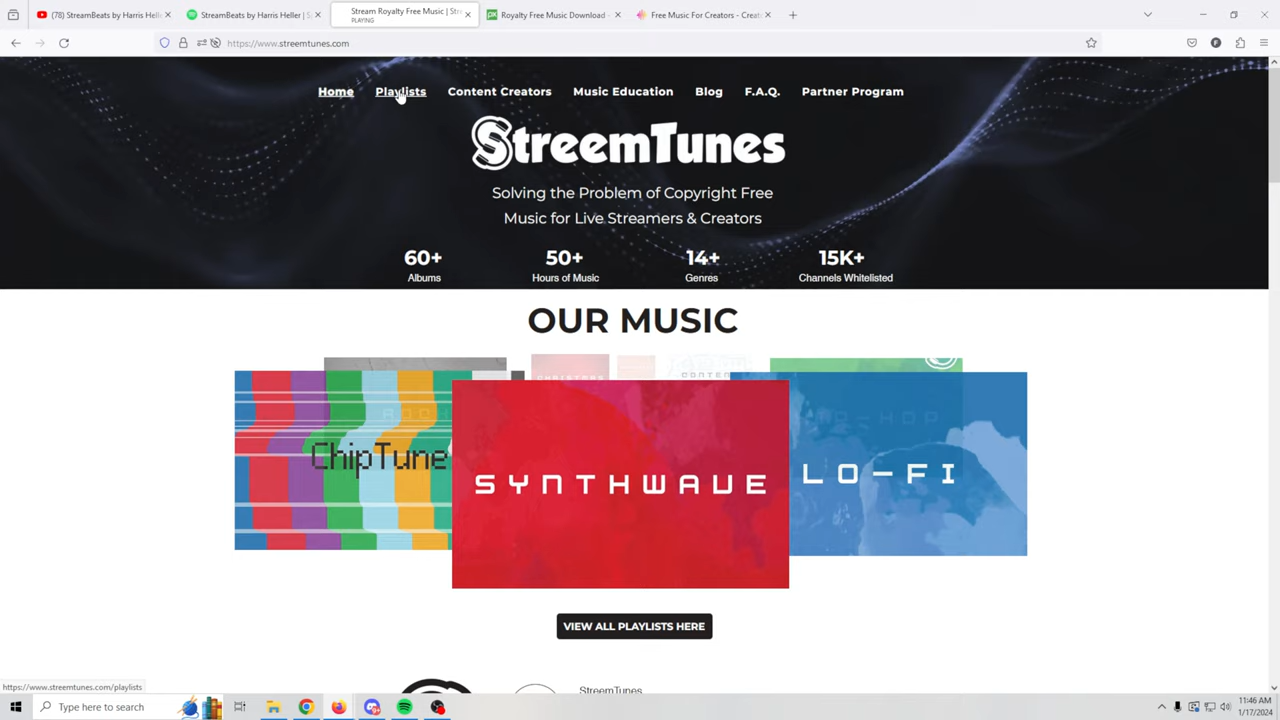 (78) StreamBeats by Harris Helle
StreamBeats by Harris Heller | S
Stream Royalty Free Music | Str
PLAYING
Royalty Free Music Download -
Free Music For Creators - Creat
https://www.streemtunes.com
Home Playlists Content Creators Music Education Blog F.A.Q. Partner Program
StreemTunes
Solving the Problem of Copyright Free
Music for Live Streamers & Creators
60+ 50+ 14+ 15K+
Albums Hours of Music Genres Channels Whitelisted
OUR MUSIC
ROCK
ChipTune
SYNTHWAVE
HIP-HOP
LO-FI
VIEW ALL PLAYLISTS HERE
StreemTunes
https://www.streemtunes.com/playlists
Type here to search
11:46 AM
1/17/2024